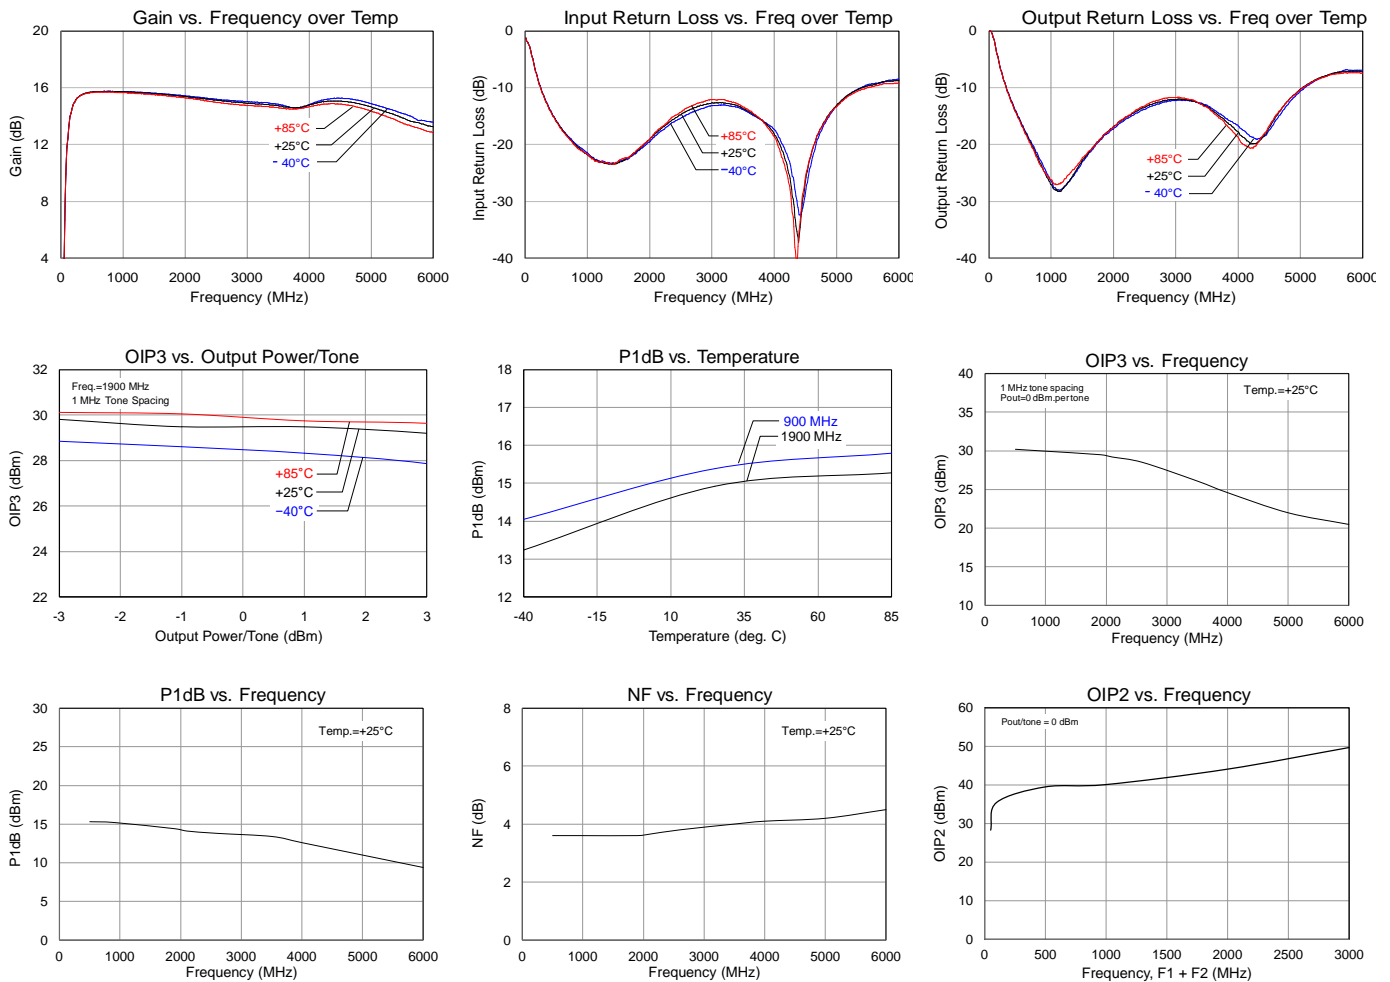 Gain vs. Frequency over Temp
20
16
12
8
4
Gain (dB)
+85°C
+25°C
− 40°C
0 1000 2000 3000 4000 5000 6000
Frequency (MHz)
Input Return Loss vs. Freq over Temp
0
-10
-20
-30
-40
Input Return Loss (dB)
+85°C
+25°C
−40°C
0 1000 2000 3000 4000 5000 6000
Frequency (MHz)
Output Return Loss vs. Freq over Temp
0
-10
-20
-30
-40
Output Return Loss (dB)
+85°C
+25°C
− 40°C
0 1000 2000 3000 4000 5000 6000
Frequency (MHz)
OIP3 vs. Output Power/Tone
32
30
28
26
24
22
OIP3 (dBm)
Freq.=1900 MHz
1 MHz Tone Spacing
+85°C
+25°C
−40°C
-3 -2 -1 0 1 2 3
Output Power/Tone (dBm)
P1dB vs. Temperature
18
17
16
15
14
13
12
P1dB (dBm)
900 MHz
1900 MHz
-40 -15 10 35 60 85
Temperature (deg. C)
OIP3 vs. Frequency
40
35
30
25
20
15
10
OIP3 (dBm)
1 MHz tone spacing
Pout=0 dBm.per tone
Temp.=+25°C
0 1000 2000 3000 4000 5000 6000
Frequency (MHz)
P1dB vs. Frequency
30
25
20
15
10
5
0
P1dB (dBm)
Temp.=+25°C
0 1000 2000 3000 4000 5000 6000
Frequency (MHz)
NF vs. Frequency
8
6
4
2
0
NF (dB)
Temp.=+25°C
0 1000 2000 3000 4000 5000 6000
Frequency (MHz)
OIP2 vs. Frequency
60
50
40
30
20
10
0
OIP2 (dBm)
Pout/tone = 0 dBm
0 500 1000 1500 2000 2500 3000
Frequency, F1 + F2 (MHz)